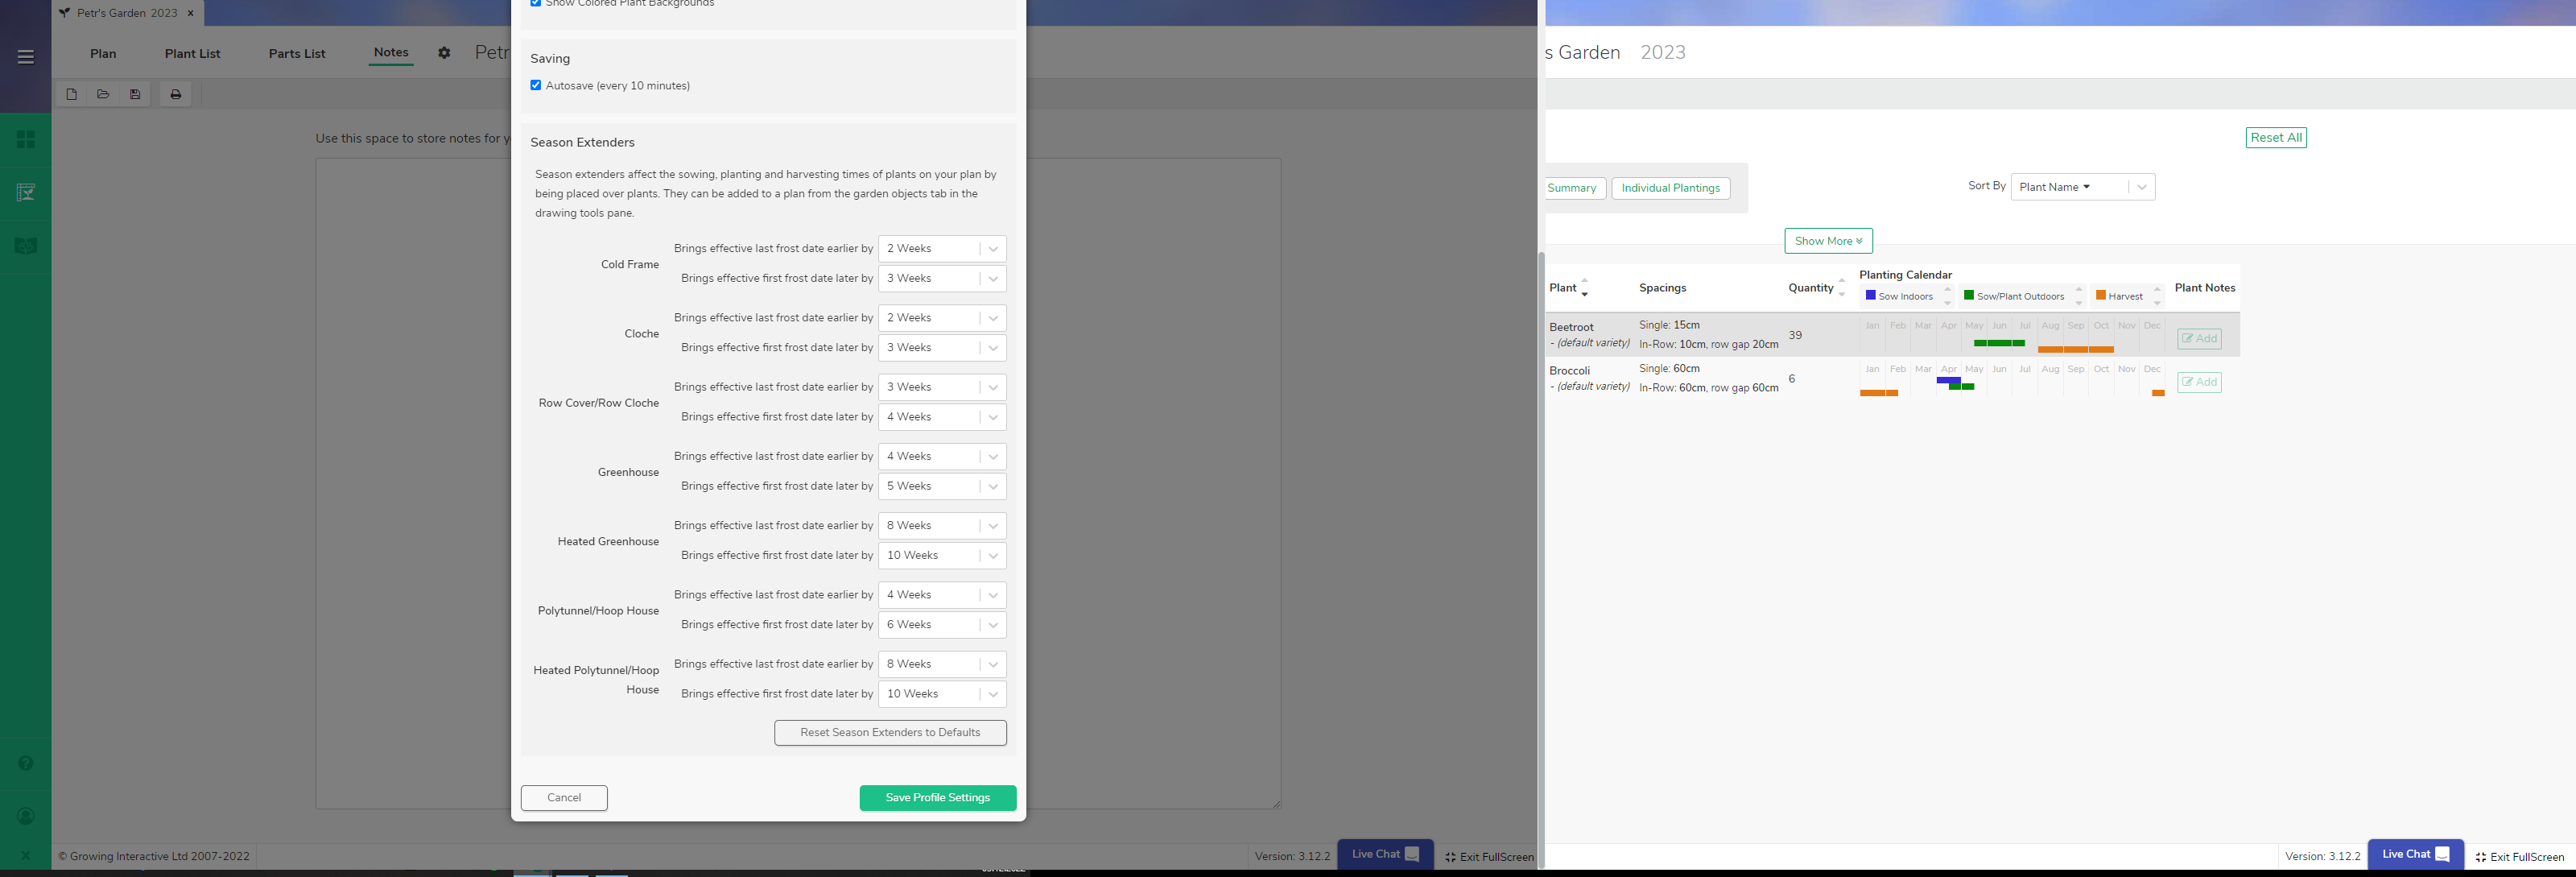 Petr's Garden 2023 x
Plan
Plant List
Parts List
Notes
Petr
Use this space to store notes for y
Show Colored Plant Backgrounds
Saving
Autosave (every 10 minutes)
Season Extenders
Season extenders affect the sowing, planting and harvesting times of plants on your plan by
being placed over plants. They can be added to a plan from the garden objects tab in the
drawing tools pane.
Cold Frame
Brings effective last frost date earlier by 2 Weeks
Brings effective first frost date later by 3 Weeks
Cloche
Brings effective last frost date earlier by 2 Weeks
Brings effective first frost date later by 3 Weeks
Row Cover/Row Cloche
Brings effective last frost date earlier by 3 Weeks
Brings effective first frost date later by 4 Weeks
Greenhouse
Brings effective last frost date earlier by 4 Weeks
Brings effective first frost date later by 5 Weeks
Heated Greenhouse
Brings effective last frost date earlier by 8 Weeks
Brings effective first frost date later by 10 Weeks
Polytunnel/Hoop House
Brings effective last frost date earlier by 4 Weeks
Brings effective first frost date later by 6 Weeks
Heated Polytunnel/Hoop
House
Brings effective last frost date earlier by 8 Weeks
Brings effective first frost date later by 10 Weeks
Reset Season Extenders to Defaults
Cancel
Save Profile Settings
© Growing Interactive Ltd 2007-2022
Version: 3.12.2
Live Chat
Exit FullScreen
s Garden 2023
Reset All
Summary
Individual Plantings
Sort By
Plant Name
Show More
Plant
Spacings
Quantity
Planting Calendar
Sow Indoors
Sow/Plant Outdoors
Harvest
Plant Notes
Beetroot
- (default variety)
Single: 15cm
In-Row: 10cm, row gap 20cm
39
Jan Feb Mar Apr May Jun Jul Aug Sep Oct Nov Dec
Add
Broccoli
- (default variety)
Single: 60cm
In-Row: 60cm, row gap 60cm
6
Jan Feb Mar Apr May Jun Jul Aug Sep Oct Nov Dec
Add
Version: 3.12.2
Live Chat
Exit FullScreen